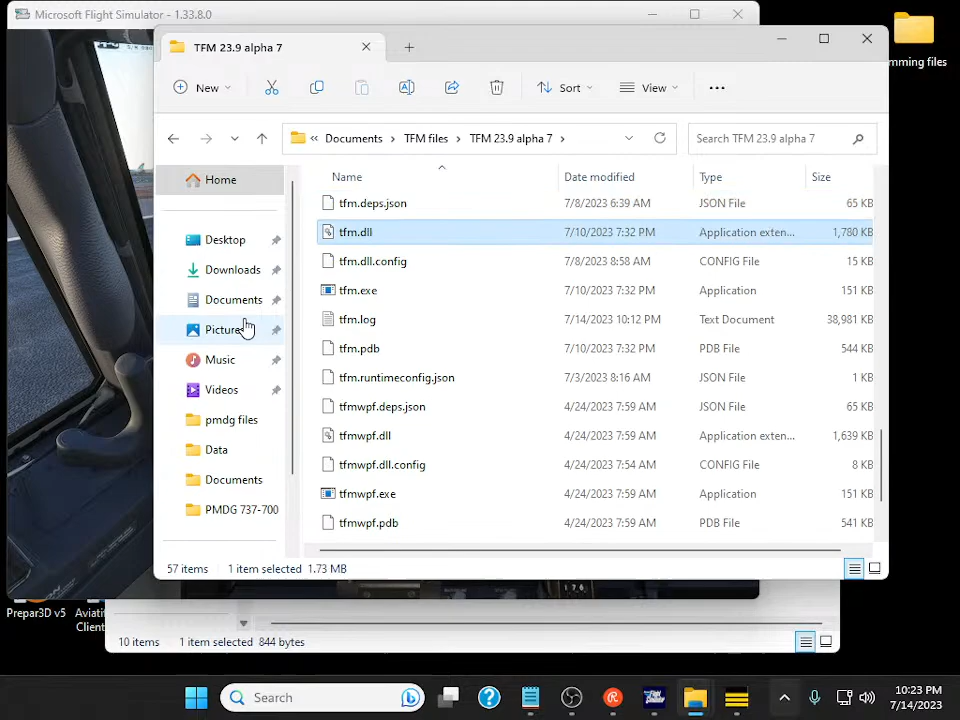 Microsoft Flight Simulator - 1.33.8.0
TFM 23.9 alpha 7
mming files
New
Sort
View
Documents
TFM files
TFM 23.9 alpha 7
Search TFM 23.9 alpha 7
Home
Desktop
Downloads
Documents
Pictures
Music
Videos
pmdg files
Data
Documents
PMDG 737-700
Name Date modified Type Size
tfm.deps.json 7/8/2023 6:39 AM JSON File 65 KB
tfm.dll 7/10/2023 7:32 PM Application exten... 1,780 KB
tfm.dll.config 7/8/2023 8:58 AM CONFIG File 15 KB
tfm.exe 7/10/2023 7:32 PM Application 151 KB
tfm.log 7/14/2023 10:12 PM Text Document 38,981 KB
tfm.pdb 7/10/2023 7:32 PM PDB File 544 KB
tfm.runtimeconfig.json 7/3/2023 8:16 AM JSON File 1 KB
tfmwpf.deps.json 4/24/2023 7:59 AM JSON File 65 KB
tfmwpf.dll 4/24/2023 7:59 AM Application exten... 1,639 KB
tfmwpf.dll.config 4/24/2023 7:54 AM CONFIG File 8 KB
tfmwpf.exe 4/24/2023 7:59 AM Application 151 KB
tfmwpf.pdb 4/24/2023 7:59 AM PDB File 541 KB
57 items 1 item selected 1.73 MB
Prepar3D v5
Aviati
Client
10 items 1 item selected 844 bytes
Search
10:23 PM
7/14/2023